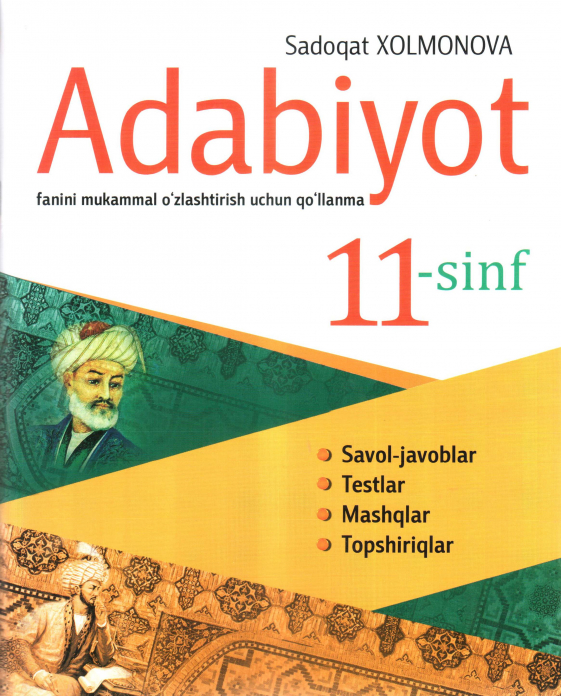 Sadoqat XOLMONOVA
Adabiyot
fanini mukammal o‘zlashtirish uchun qo‘llanma
11-sinf
Savol-javoblar
Testlar
Mashqlar
Topshiriqlar